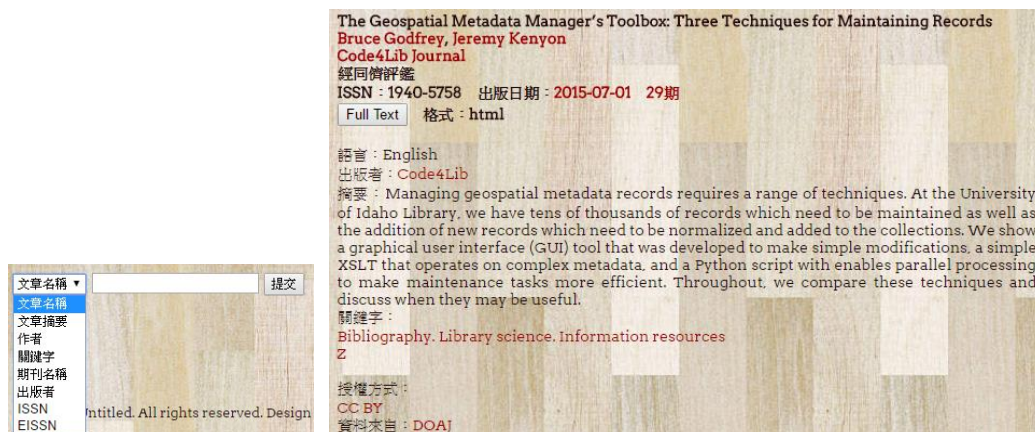 文章名稱 提交
文章名稱
文章摘要
作者
關鍵字
期刊名稱
出版者
ISSN
EISSN
Untitled. All rights reserved. Design
The Geospatial Metadata Manager’s Toolbox: Three Techniques for Maintaining Records
Bruce Godfrey, Jeremy Kenyon
Code4Lib Journal
經同儕評鑑
ISSN：1940-5758 出版日期：2015-07-01 29期
Full Text 格式：html
語言：English
出版者：Code4Lib
摘要： Managing geospatial metadata records requires a range of techniques. At the University
of Idaho Library, we have tens of thousands of records which need to be maintained as well as
the addition of new records which need to be normalized and added to the collections. We show
a graphical user interface (GUI) tool that was developed to make simple modifications, a simple
XSLT that operates on complex metadata, and a Python script with enables parallel processing
to make maintenance tasks more efficient. Throughout, we compare these techniques and
discuss when they may be useful.
關鍵字：
Bibliography. Library science. Information resources
Z
授權方式：
CC BY
資料來自：DOAJ